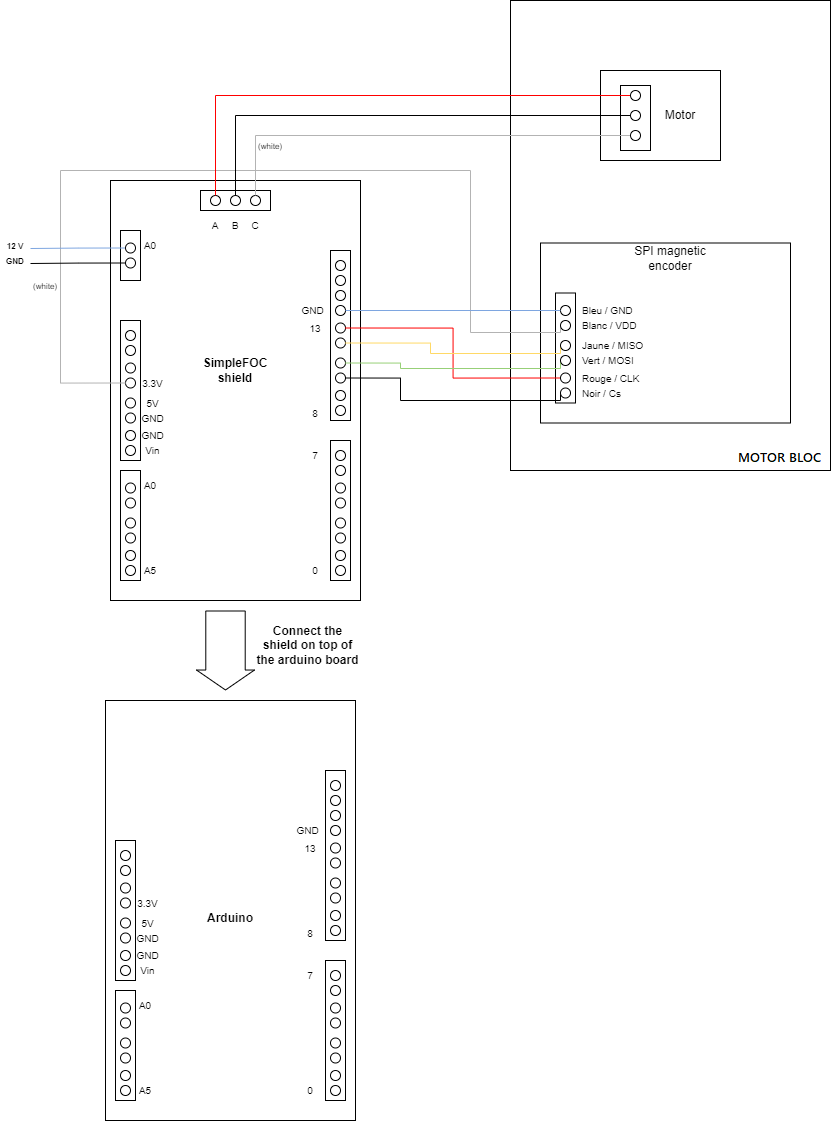 Motor
(white)
A B C
12 V
GND
A0
(white)
SPI magnetic
encoder
GND
13
8
7
0
SimpleFOC
shield
3.3V
5V
GND
GND
Vin
A0
A5
Bleu / GND
Blanc / VDD
Jaune / MISO
Vert / MOSI
Rouge / CLK
Noir / Cs
MOTOR BLOC
Connect the
shield on top of
the arduino board
GND
13
8
7
0
Arduino
3.3V
5V
GND
GND
Vin
A0
A5